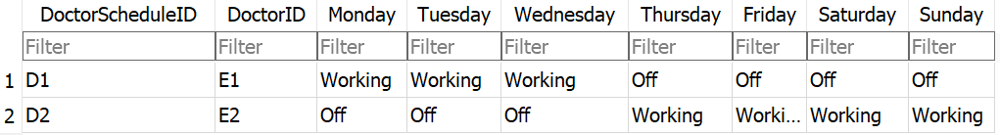 DoctorScheduleID DoctorID Monday Tuesday Wednesday Thursday Friday Saturday Sunday
Filter Filter Filter Filter Filter Filter Filter Filter Filter
1 D1 E1 Working Working Working Off Off Off Off
2 D2 E2 Off Off Off Working Worki... Working Working